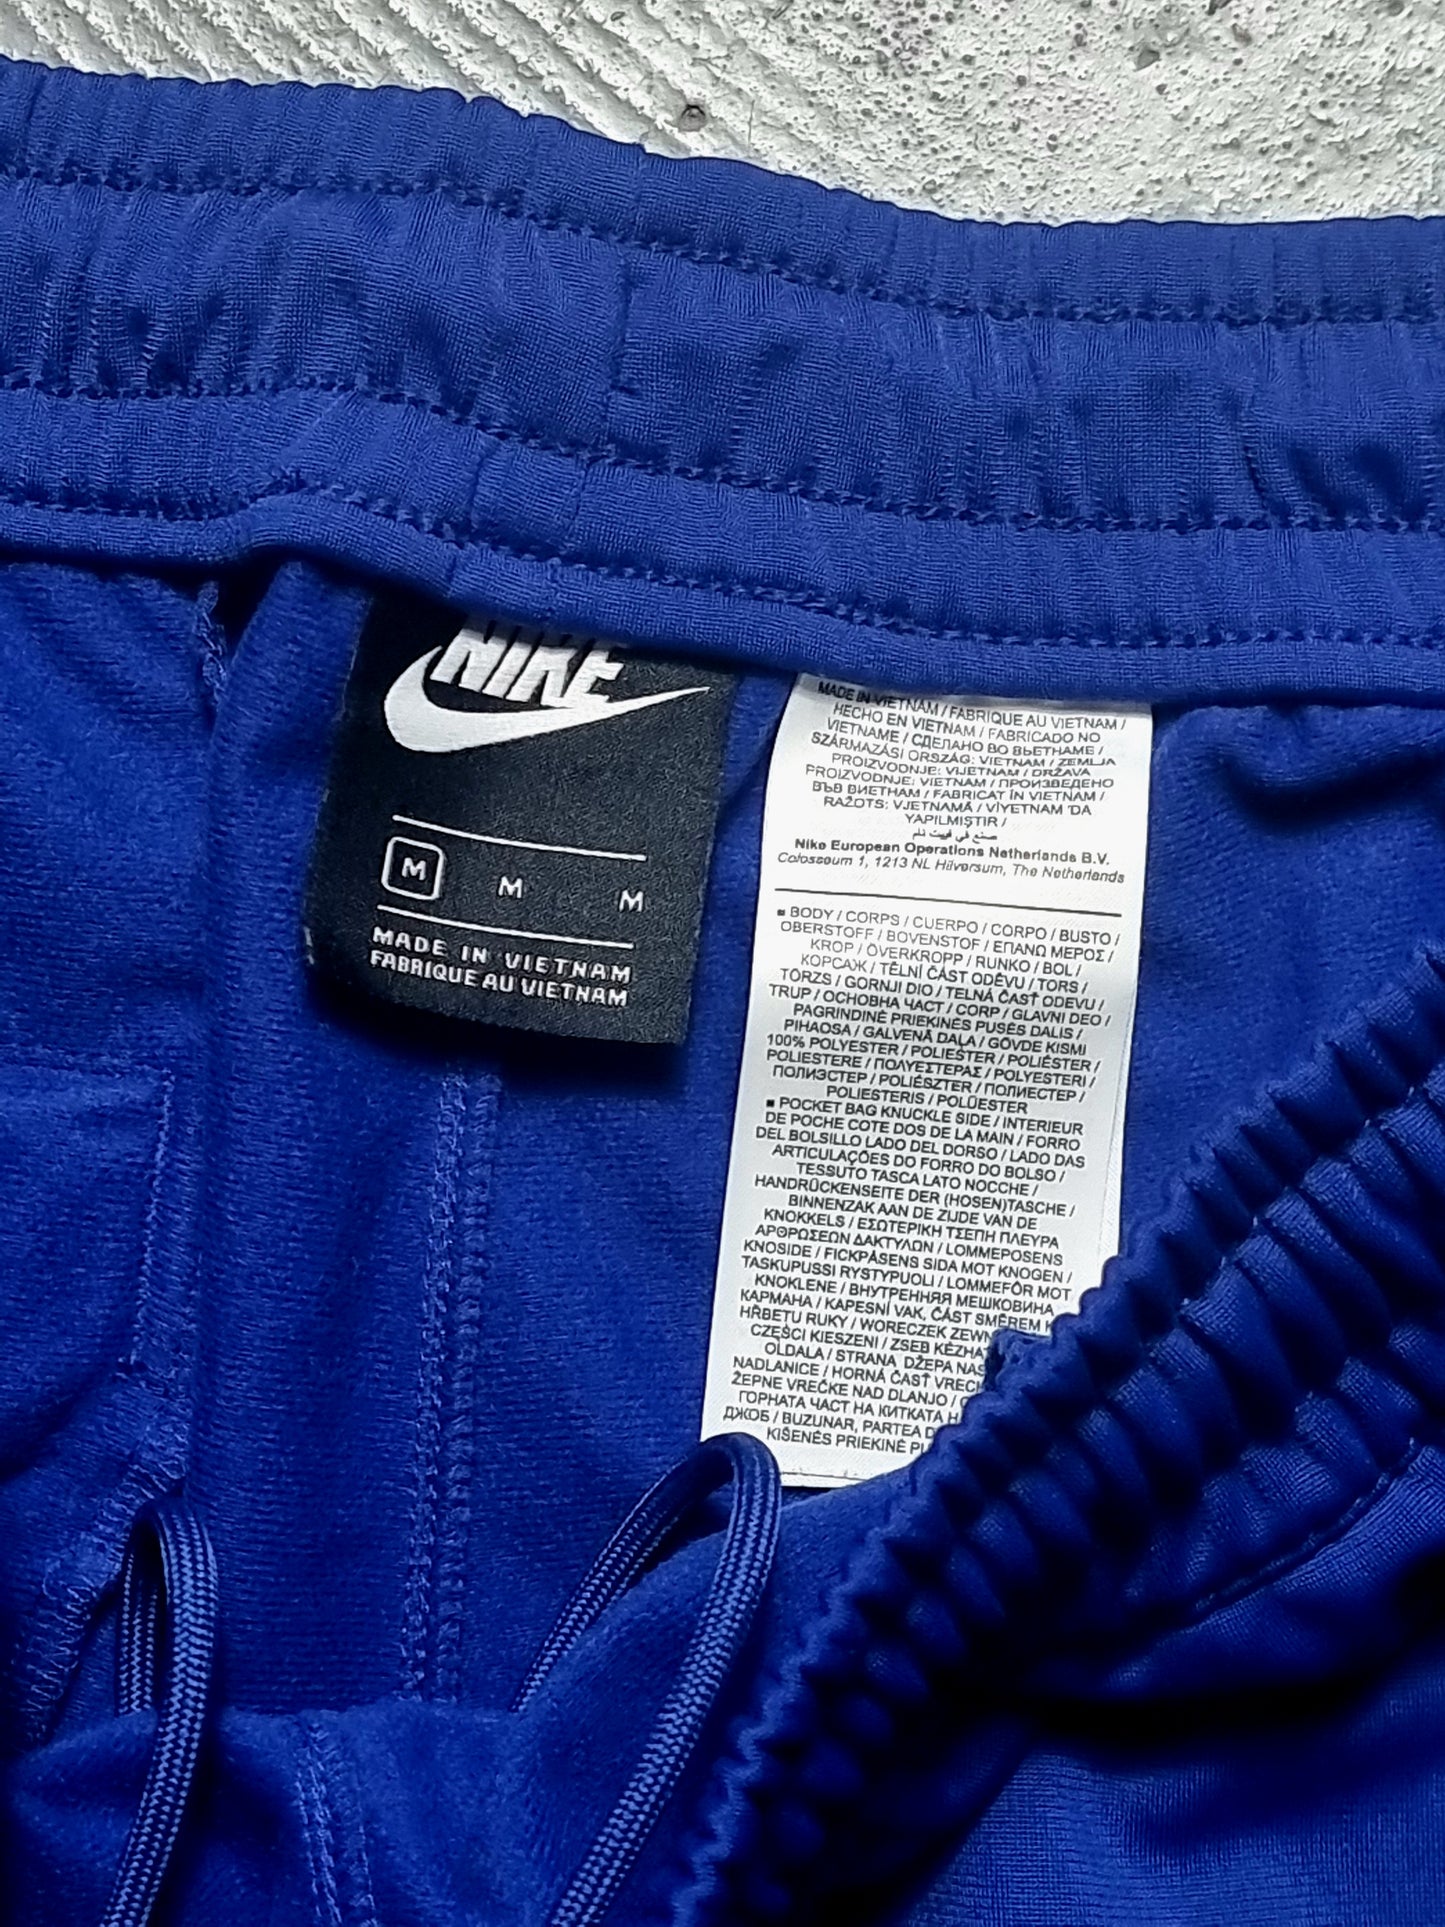 NIKE
M M M
MADE IN VIETNAM
FABRIQUE AU VIETNAM
MADE IN VIETNAM / FABRIQUE AU VIETNAM /
HECHO EN VIETNAM / FABRICADO NO
VIETNAME / СДЕЛАНО ВО ВЬЕТНАМЕ /
SZÁRMAZÁSI ORSZÁG: VIETNAM / ZEMLJA
PROIZVODNJE: VIJETNAM / DRŽAVA
PROIZVODNJE: VIETNAM / ПРОИЗВЕДЕНО
ВЪВ ВИЕТНАМ / FABRICAT ÎN VIETNAM /
RAŽOTS: VJETNAMĀ / VİYETNAM 'DA
YAPILMIŞTIR /
صنع في فييت نام
Nike European Operations Netherlands B.V.
Colosseum 1, 1213 NL Hilversum, The Netherlands
■ BODY / CORPS / CUERPO / CORPO / BUSTO /
OBERSTOFF / BOVENSTOF / ΕΠΑΝΩ ΜΕΡΟΣ /
KROP / ÖVERKROPP / RUNKO / BOL /
КОРСАЖ / TĚLNÍ ČÁST ODĚVU / TORS /
TÖRZS / GORNJI DIO / TELNÁ ČASŤ ODEVU /
TRUP / ОСНОВНА ЧАСТ / CORP / GLAVNI DEO /
PAGRINDINĖ PRIEKINĖS PUSĖS DALIS /
PIHAOSA / GALVENĀ DAĻA / GÖVDE KISMI
100% POLYESTER / POLIESTER / POLIÉSTER /
POLIESTERE / ΠΟΛΥΕΣΤΕΡΑΣ / POLYESTERI /
ПОЛИЭСТЕР / POLIÉSZTER / ПОЛИЕСТЕР /
POLIESTERIS / POLÜESTER
■ POCKET BAG KNUCKLE SIDE / INTERIEUR
DE POCHE COTE DOS DE LA MAIN / FORRO
DEL BOLSILLO LADO DEL DORSO / LADO DAS
ARTICULAÇÕES DO FORRO DO BOLSO /
TESSUTO TASCA LATO NOCCHE /
HANDRÜCKENSEITE DER (HOSEN)TASCHE /
BINNENZAK AAN DE ZIJDE VAN DE
KNOKKELS / ΕΣΩΤΕΡΙΚΗ ΤΣΕΠΗ ΠΛΕΥΡΑ
ΑΡΘΡΩΣΕΩΝ ΔΑΚΤΥΛΩΝ / LOMMEPOSENS
KNOSIDE / FICKPÅSENS SIDA MOT KNOGEN /
TASKUPUSSI RYSTYPUOLI / LOMMEFÔR MOT
KNOKLENE / ВНУТРЕННЯЯ МЕШКОВИНА
КАРМАНА / KAPESNÍ VAK, ČÁST SMĚREM K
HŘBETU RUKY / WORECZEK ZEWN
CZĘŚCI KIESZENI / ZSEB KÉZHÁT
OLDALA / STRANA DŽEPA NAS
NADLANICE / HORNÁ ČASŤ VREC
ŽEPNE VREČKE NAD DLANJO /
ГОРНАТА ЧАСТ НА КИТКАТА Н
ДЖОБ / BUZUNAR, PARTEA D
KIŠENĖS PRIEKINĖ PU